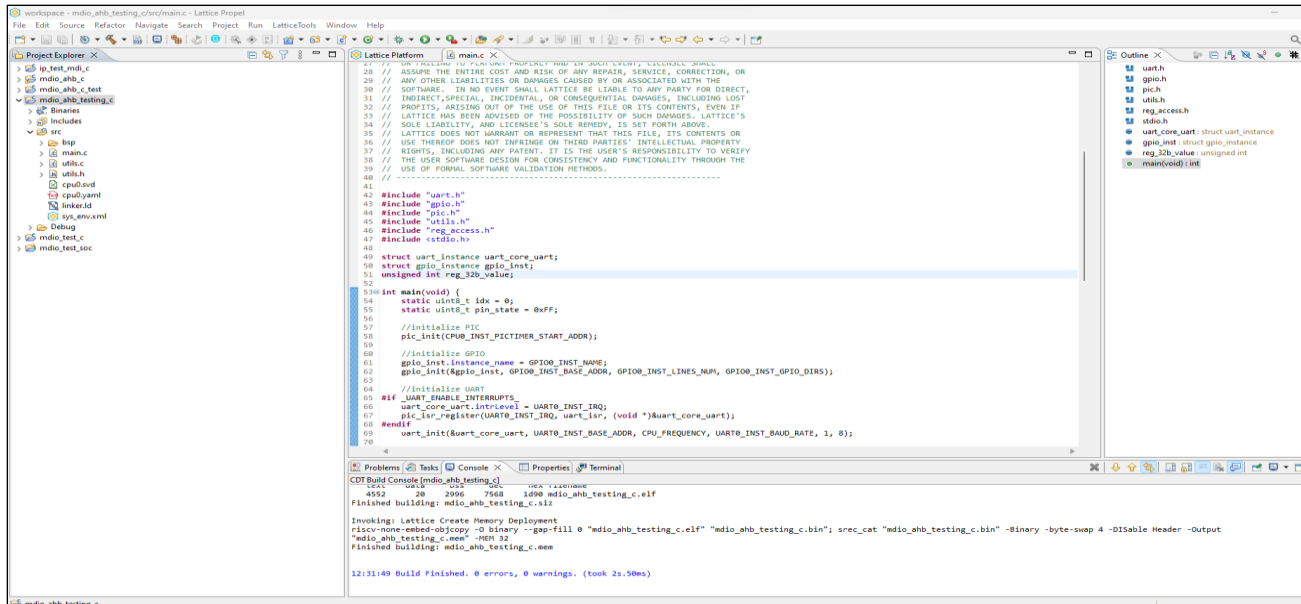 workspace - mdio_ahb_testing_c/src/main.c - Lattice Propel
File Edit Source Refactor Navigate Search Project Run LatticeTools Window Help
Project Explorer
ip_test_mdi_c
mdio_ahb_c
mdio_ahb_c_test
mdio_ahb_testing_c
Binaries
Includes
src
bsp
main.c
utils.c
utils.h
cpu0.svd
cpu0.yaml
linker.ld
sys_env.xml
Debug
mdio_test_c
mdio_test_soc
Lattice Platform main.c
27 // OR FAILING TO PERFORM PROPERLY AND IN SUCH EVENT, LICENSEE SHALL
28 // ASSUME THE ENTIRE COST AND RISK OF ANY REPAIR, SERVICE, CORRECTION, OR
29 // ANY OTHER LIABILITIES OR DAMAGES CAUSED BY OR ASSOCIATED WITH THE
30 // SOFTWARE. IN NO EVENT SHALL LATTICE BE LIABLE TO ANY PARTY FOR DIRECT,
31 // INDIRECT,SPECIAL, INCIDENTAL, OR CONSEQUENTIAL DAMAGES, INCLUDING LOST
32 // PROFITS, ARISING OUT OF THE USE OF THIS FILE OR ITS CONTENTS, EVEN IF
33 // LATTICE HAS BEEN ADVISED OF THE POSSIBILITY OF SUCH DAMAGES. LATTICE'S
34 // SOLE LIABILITY, AND LICENSEE'S SOLE REMEDY, IS SET FORTH ABOVE.
35 // LATTICE DOES NOT WARRANT OR REPRESENT THAT THIS FILE, ITS CONTENTS OR
36 // USE THEREOF DOES NOT INFRINGE ON THIRD PARTIES' INTELLECTUAL PROPERTY
37 // RIGHTS, INCLUDING ANY PATENT. IT IS THE USER'S RESPONSIBILITY TO VERIFY
38 // THE USER SOFTWARE DESIGN FOR CONSISTENCY AND FUNCTIONALITY THROUGH THE
39 // USE OF FORMAL SOFTWARE VALIDATION METHODS.
40 // ------------------------------------------------------------------
41
42 #include "uart.h"
43 #include "gpio.h"
44 #include "pic.h"
45 #include "utils.h"
46 #include "reg_access.h"
47 #include <stdio.h>
48
49 struct uart_instance uart_core_uart;
50 struct gpio_instance gpio_inst;
51 unsigned int reg_32b_value;
52
53 int main(void) {
54 static uint8_t idx = 0;
55 static uint8_t pin_state = 0xFF;
56
57 //initialize PIC
58 pic_init(CPU0_INST_PICTIMER_START_ADDR);
59
60 //initialize GPIO
61 gpio_inst.instance_name = GPIO0_INST_NAME;
62 gpio_init(&gpio_inst, GPIO0_INST_BASE_ADDR, GPIO0_INST_LINES_NUM, GPIO0_INST_GPIO_DIRS);
63
64 //initialize UART
65 #if _UART_ENABLE_INTERRUPTS_
66 uart_core_uart.intrLevel = UART0_INST_IRQ;
67 pic_isr_register(UART0_INST_IRQ, uart_isr, (void *)&uart_core_uart);
68 #endif
69 uart_init(&uart_core_uart, UART0_INST_BASE_ADDR, CPU_FREQUENCY, UART0_INST_BAUD_RATE, 1, 8);
70
Outline
uart.h
gpio.h
pic.h
utils.h
reg_access.h
stdio.h
uart_core_uart : struct uart_instance
gpio_inst : struct gpio_instance
reg_32b_value : unsigned int
main(void) : int
Problems Tasks Console Properties Terminal
CDT Build Console [mdio_ahb_testing_c]
text data bss dec hex filename
4552 20 2996 7568 1d90 mdio_ahb_testing_c.elf
Finished building: mdio_ahb_testing_c.siz
Invoking: Lattice Create Memory Deployment
riscv-none-embed-objcopy -O binary --gap-fill 0 "mdio_ahb_testing_c.elf" "mdio_ahb_testing_c.bin"; srec_cat "mdio_ahb_testing_c.bin" -Binary -byte-swap 4 -DISable Header -Output
"mdio_ahb_testing_c.mem" -MEM 32
Finished building: mdio_ahb_testing_c.mem
12:31:49 Build Finished. 0 errors, 0 warnings. (took 2s.50ms)
mdio_ahb_testing_c